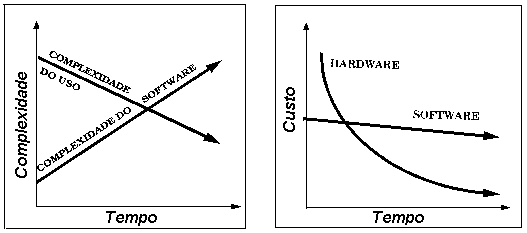 Complexidade
COMPLEXIDADE
DO USO
COMPLEXIDADE DO SOFTWARE
Tempo
Custo
HARDWARE
SOFTWARE
Tempo